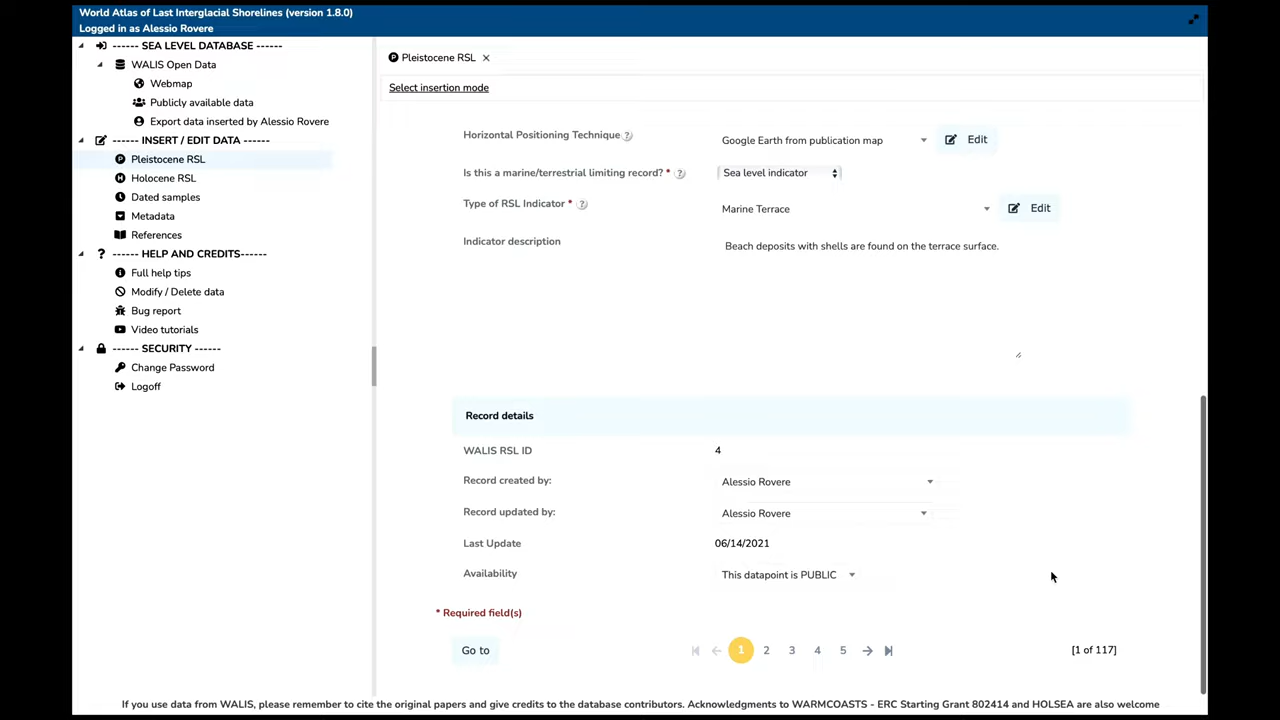 World Atlas of Last Interglacial Shorelines (version 1.8.0)
Logged in as Alessio Rovere
------ SEA LEVEL DATABASE ------
WALIS Open Data
Webmap
Publicly available data
Export data inserted by Alessio Rovere
------ INSERT / EDIT DATA ------
Pleistocene RSL
Holocene RSL
Dated samples
Metadata
References
------ HELP AND CREDITS------
Full help tips
Modify / Delete data
Bug report
Video tutorials
------ SECURITY ------
Change Password
Logoff
Pleistocene RSL
Select insertion mode
Horizontal Positioning Technique Google Earth from publication map Edit
Is this a marine/terrestrial limiting record? * Sea level indicator
Type of RSL Indicator * Marine Terrace Edit
Indicator description Beach deposits with shells are found on the terrace surface.
Record details
WALIS RSL ID 4
Record created by: Alessio Rovere
Record updated by: Alessio Rovere
Last Update 06/14/2021
Availability This datapoint is PUBLIC
* Required field(s)
Go to 1 2 3 4 5 [1 of 117]
If you use data from WALIS, please remember to cite the original papers and give credits to the database contributors. Acknowledgments to WARMCOASTS - ERC Starting Grant 802414 and HOLSEA are also welcome